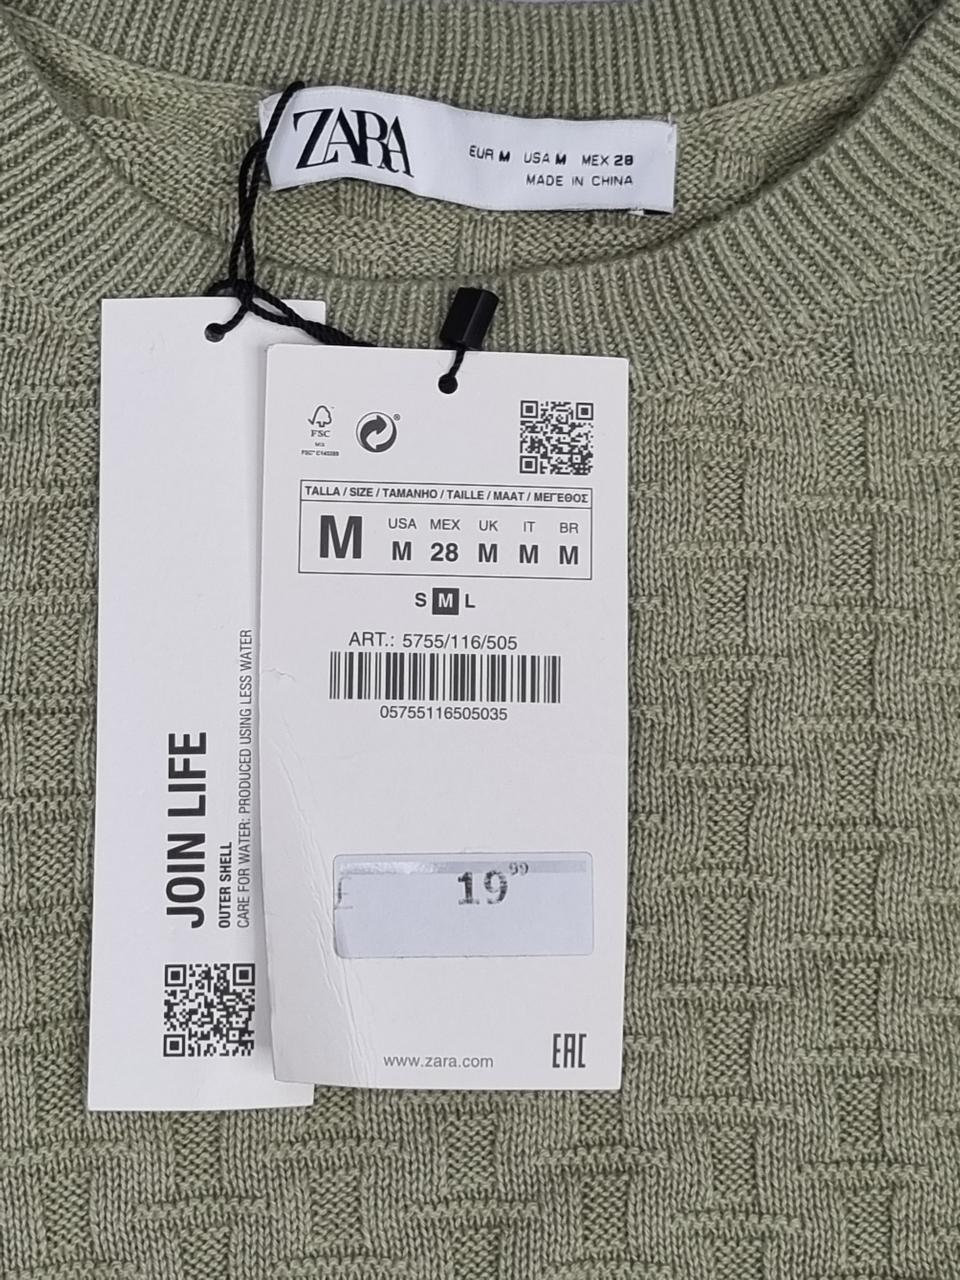 ZARA
EUR M USA M MEX 28
MADE IN CHINA
FSC
MIX
®
TALLA / SIZE / TAMANHO / TAILLE / MAAT / ΜΕΓΕΘΟΣ
M
USA MEX UK IT BR
M 28 M M M
S M L
ART.: 5755/116/505
05755116505035
19 99
www.zara.com
EAC
JOIN LIFE
OUTER SHELL
CARE FOR WATER: PRODUCED USING LESS WATER